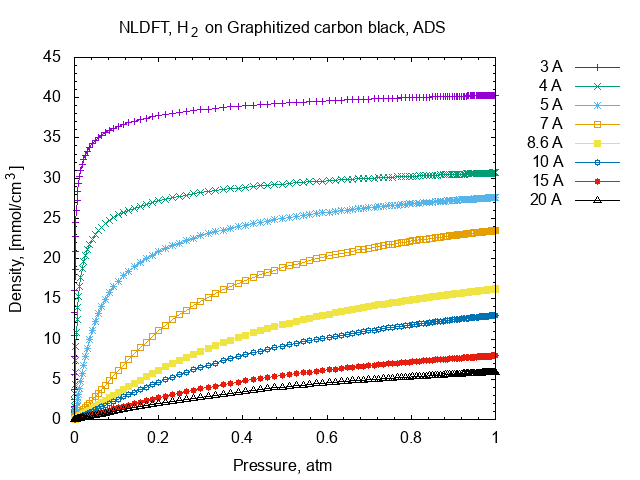 NLDFT, H2 on Graphitized carbon black, ADS
45
40
35
30
25
20
15
10
5
0
Density, [mmol/cm3]
0 0.2 0.4 0.6 0.8 1
Pressure, atm
3 A
4 A
5 A
7 A
8.6 A
10 A
15 A
20 A